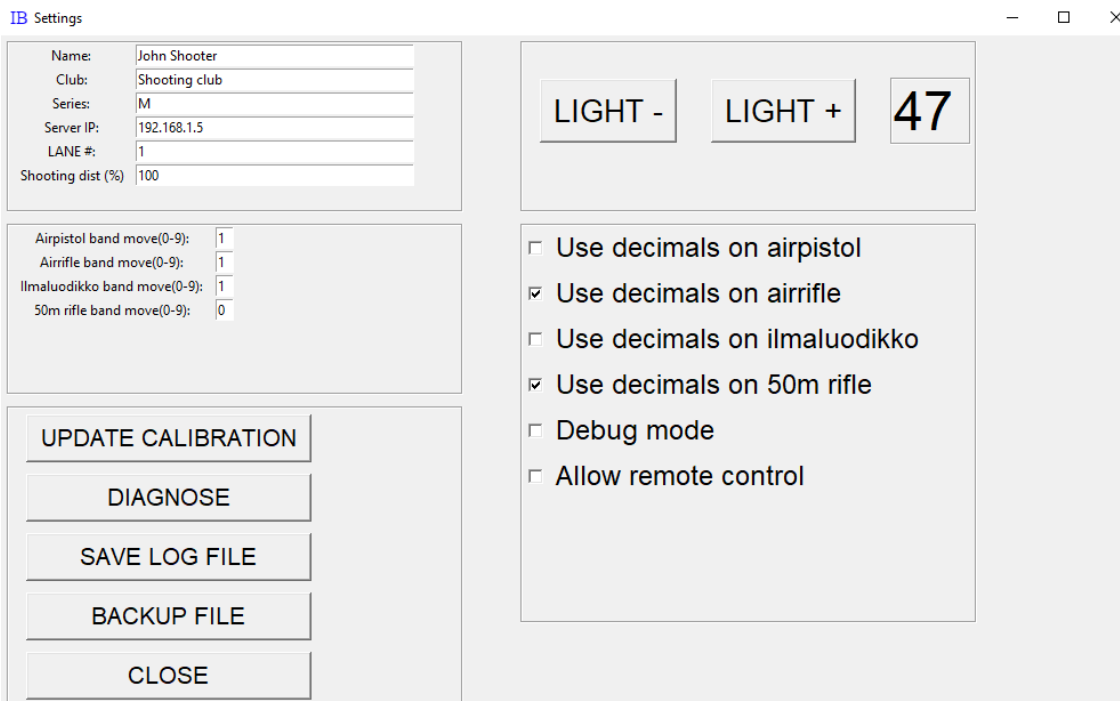 IB Settings
Name: John Shooter
Club: Shooting club
Series: M
Server IP: 192.168.1.5
LANE #: 1
Shooting dist (%) 100
LIGHT - LIGHT + 47
Airpistol band move(0-9): 1
Airrifle band move(0-9): 1
Ilmaluodikko band move(0-9): 1
50m rifle band move(0-9): 0
Use decimals on airpistol
Use decimals on airrifle
Use decimals on ilmaluodikko
Use decimals on 50m rifle
Debug mode
Allow remote control
UPDATE CALIBRATION
DIAGNOSE
SAVE LOG FILE
BACKUP FILE
CLOSE